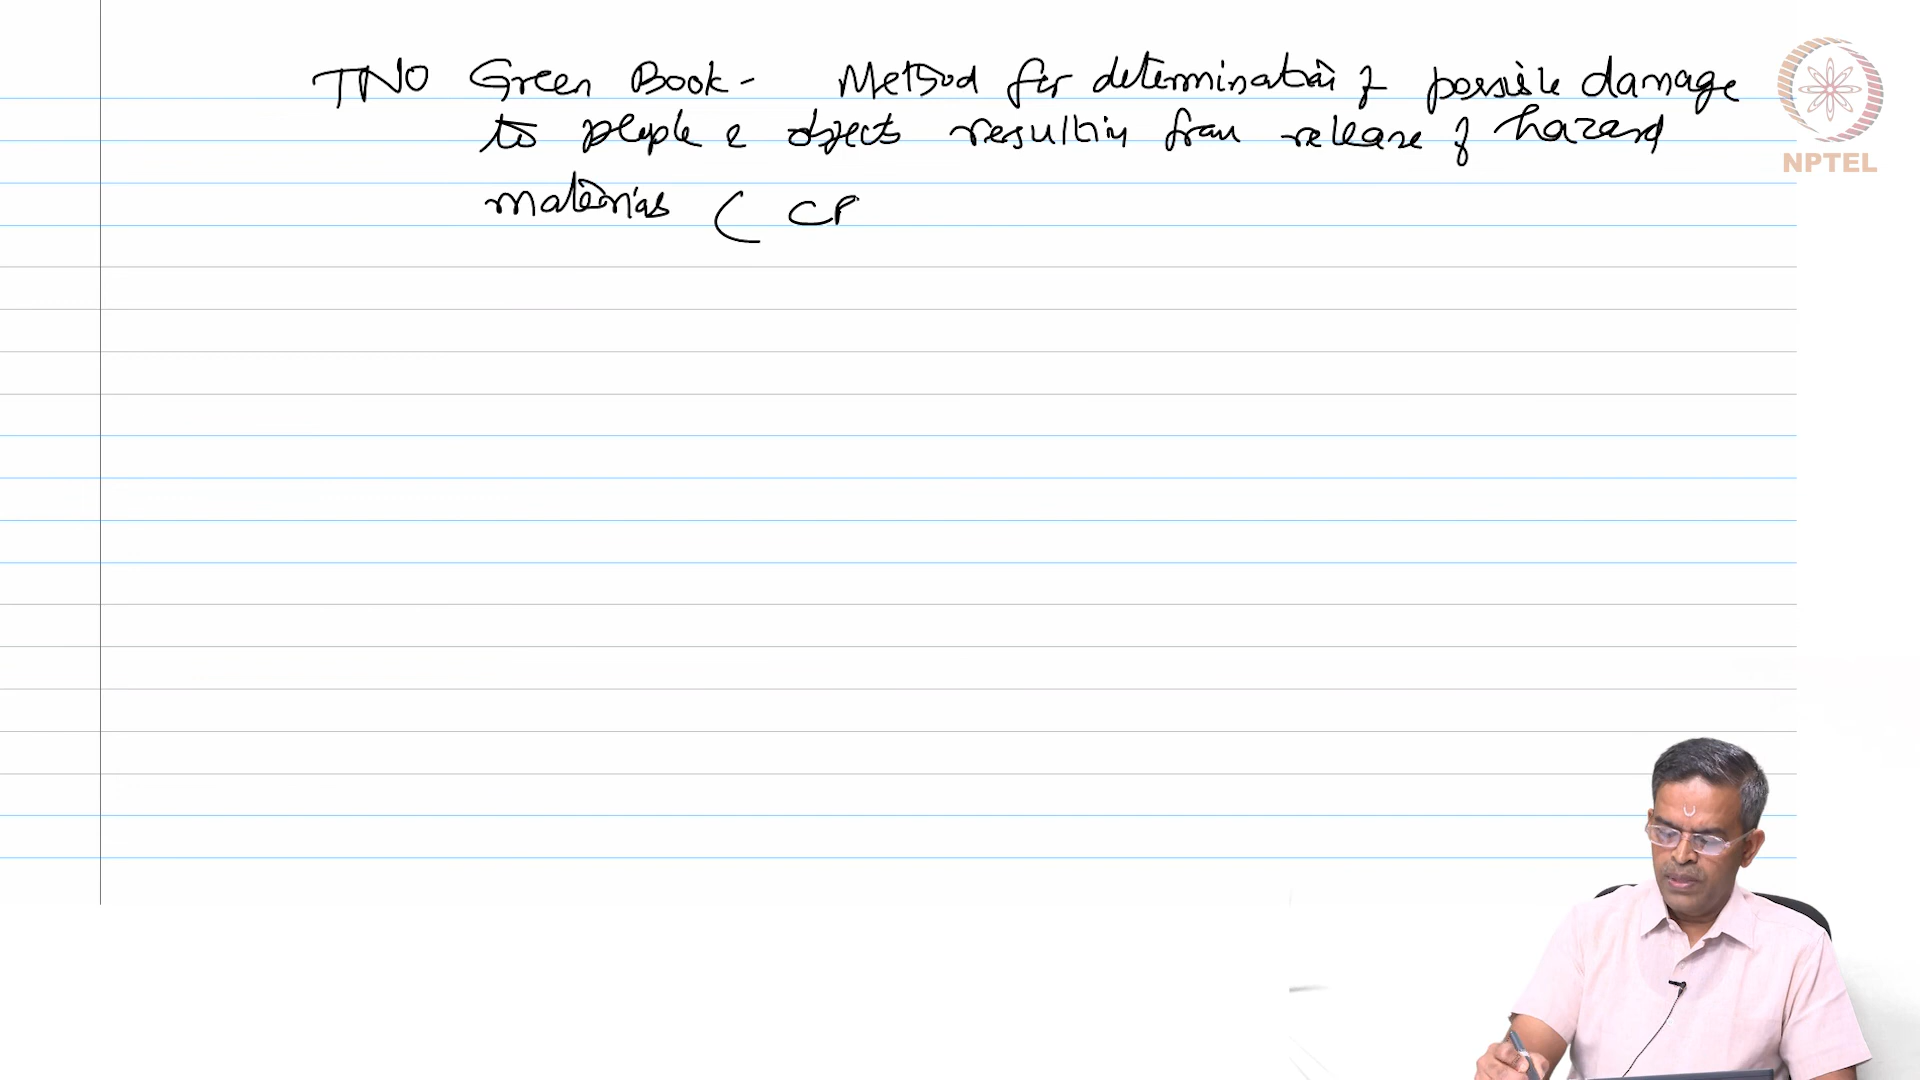 TNO Green Book - Method for determination of possible damage
to people & objects resulting from release of hazard
materials ( CP
NPTEL